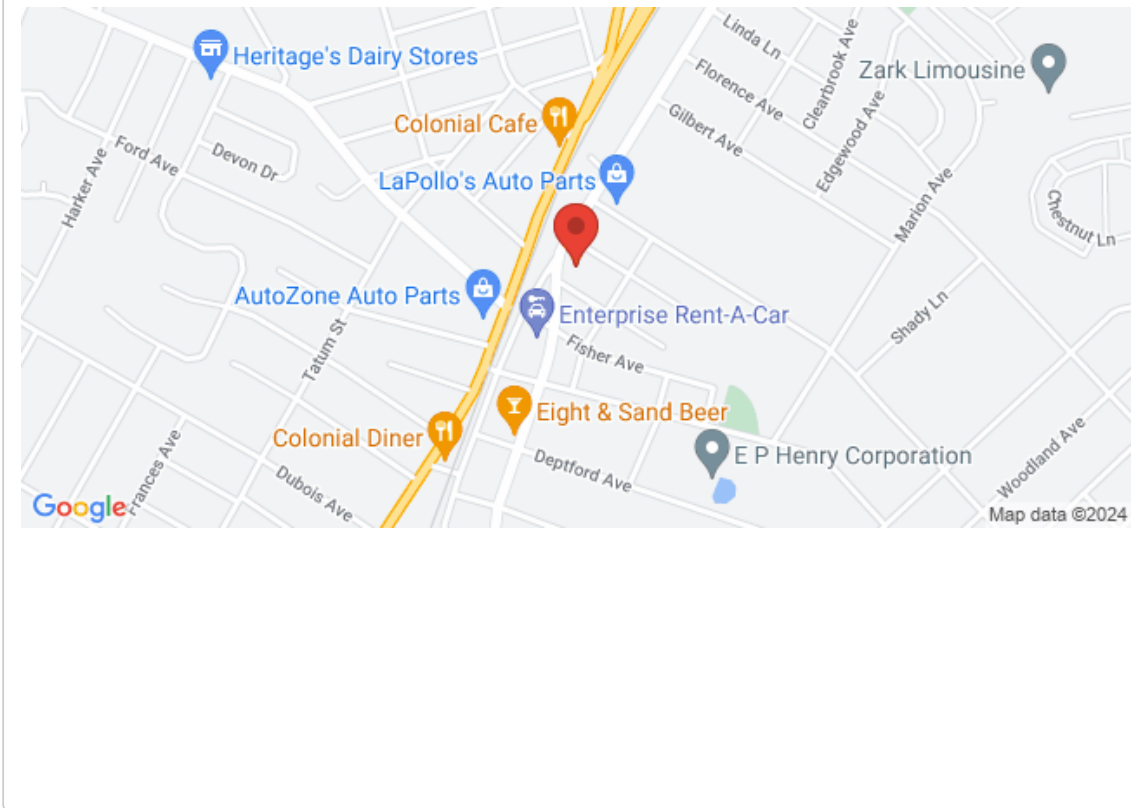 Linda Ln
Heritage's Dairy Stores
Clearbrook Ave
Zark Limousine
Florence Ave
Colonial Cafe
Gilbert Ave
Edgewood Ave
Ford Ave
Devon Dr
Harker Ave
LaPollo's Auto Parts
Marion Ave
Chestnut Ln
AutoZone Auto Parts
Enterprise Rent-A-Car
Shady Ln
Tatum St
Fisher Ave
Eight & Sand Beer
Colonial Diner
E P Henry Corporation
Deptford Ave
Woodland Ave
Frances Ave
Dubois Ave
Google
Map data ©2024